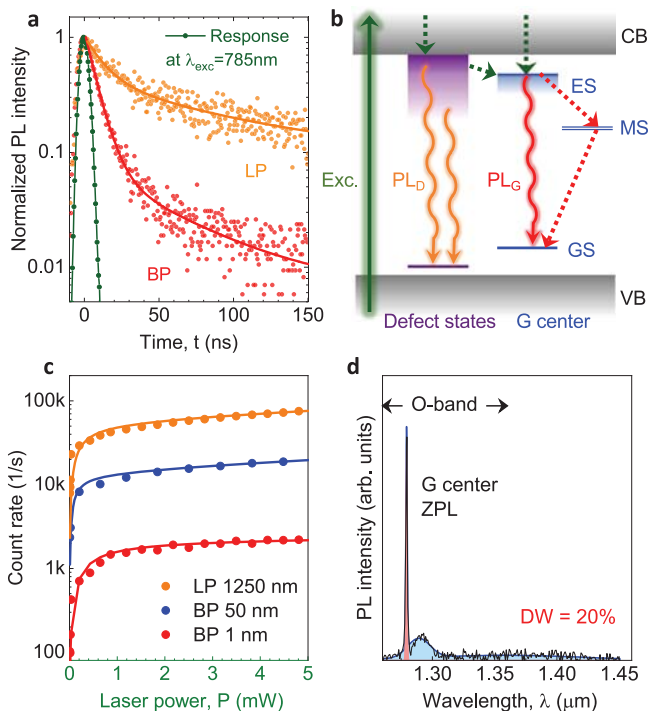 a
Response
at λexc=785nm
LP
BP
1
0.1
0.01
Normalized PL intensity
0
50
100
150
Time, t (ns)
b
CB
ES
MS
Exc.
PLD
PLG
GS
VB
Defect states
G center
c
100k
10k
1k
100
Count rate (1/s)
LP 1250 nm
BP 50 nm
BP 1 nm
0
1
2
3
4
5
Laser power, P (mW)
d
O-band
G center
ZPL
DW = 20%
PL intensity (arb. units)
1.30
1.35
1.40
1.45
Wavelength, λ (μm)